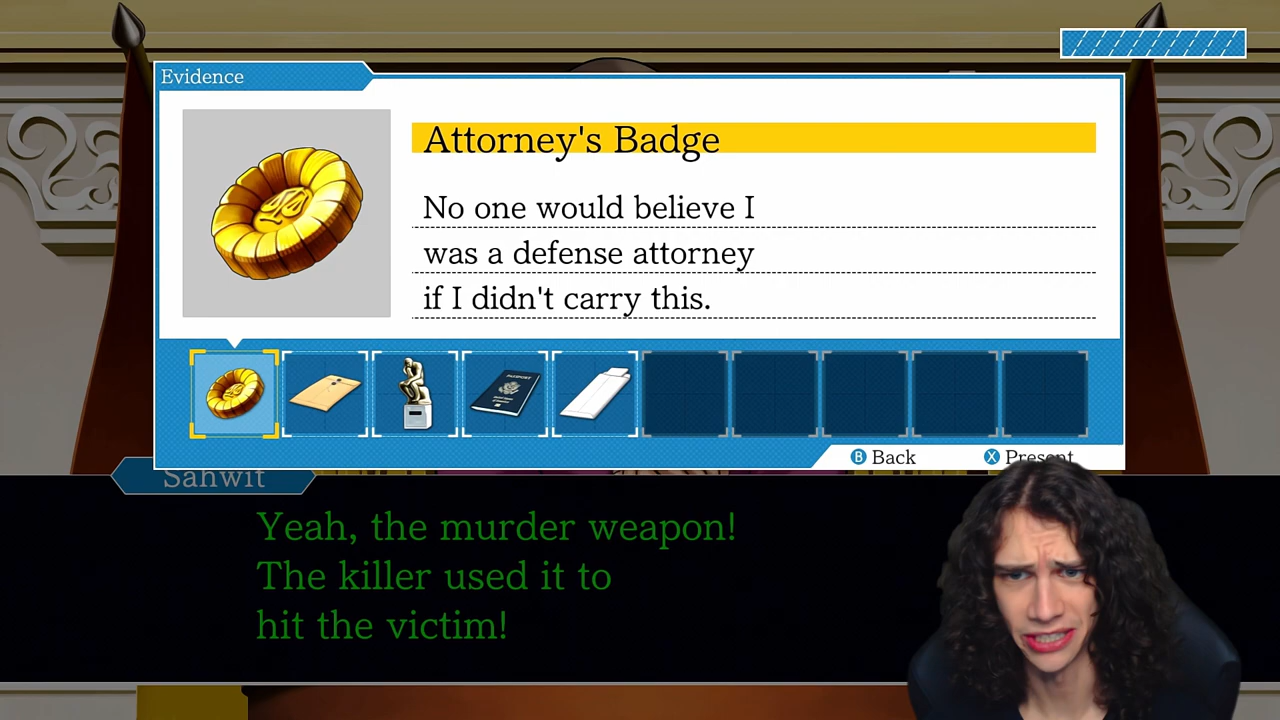 Evidence
Attorney's Badge
No one would believe I
was a defense attorney
if I didn't carry this.
PASSPORT
B Back
X Present
Sahwit
Yeah, the murder weapon!
The killer used it to
hit the victim!